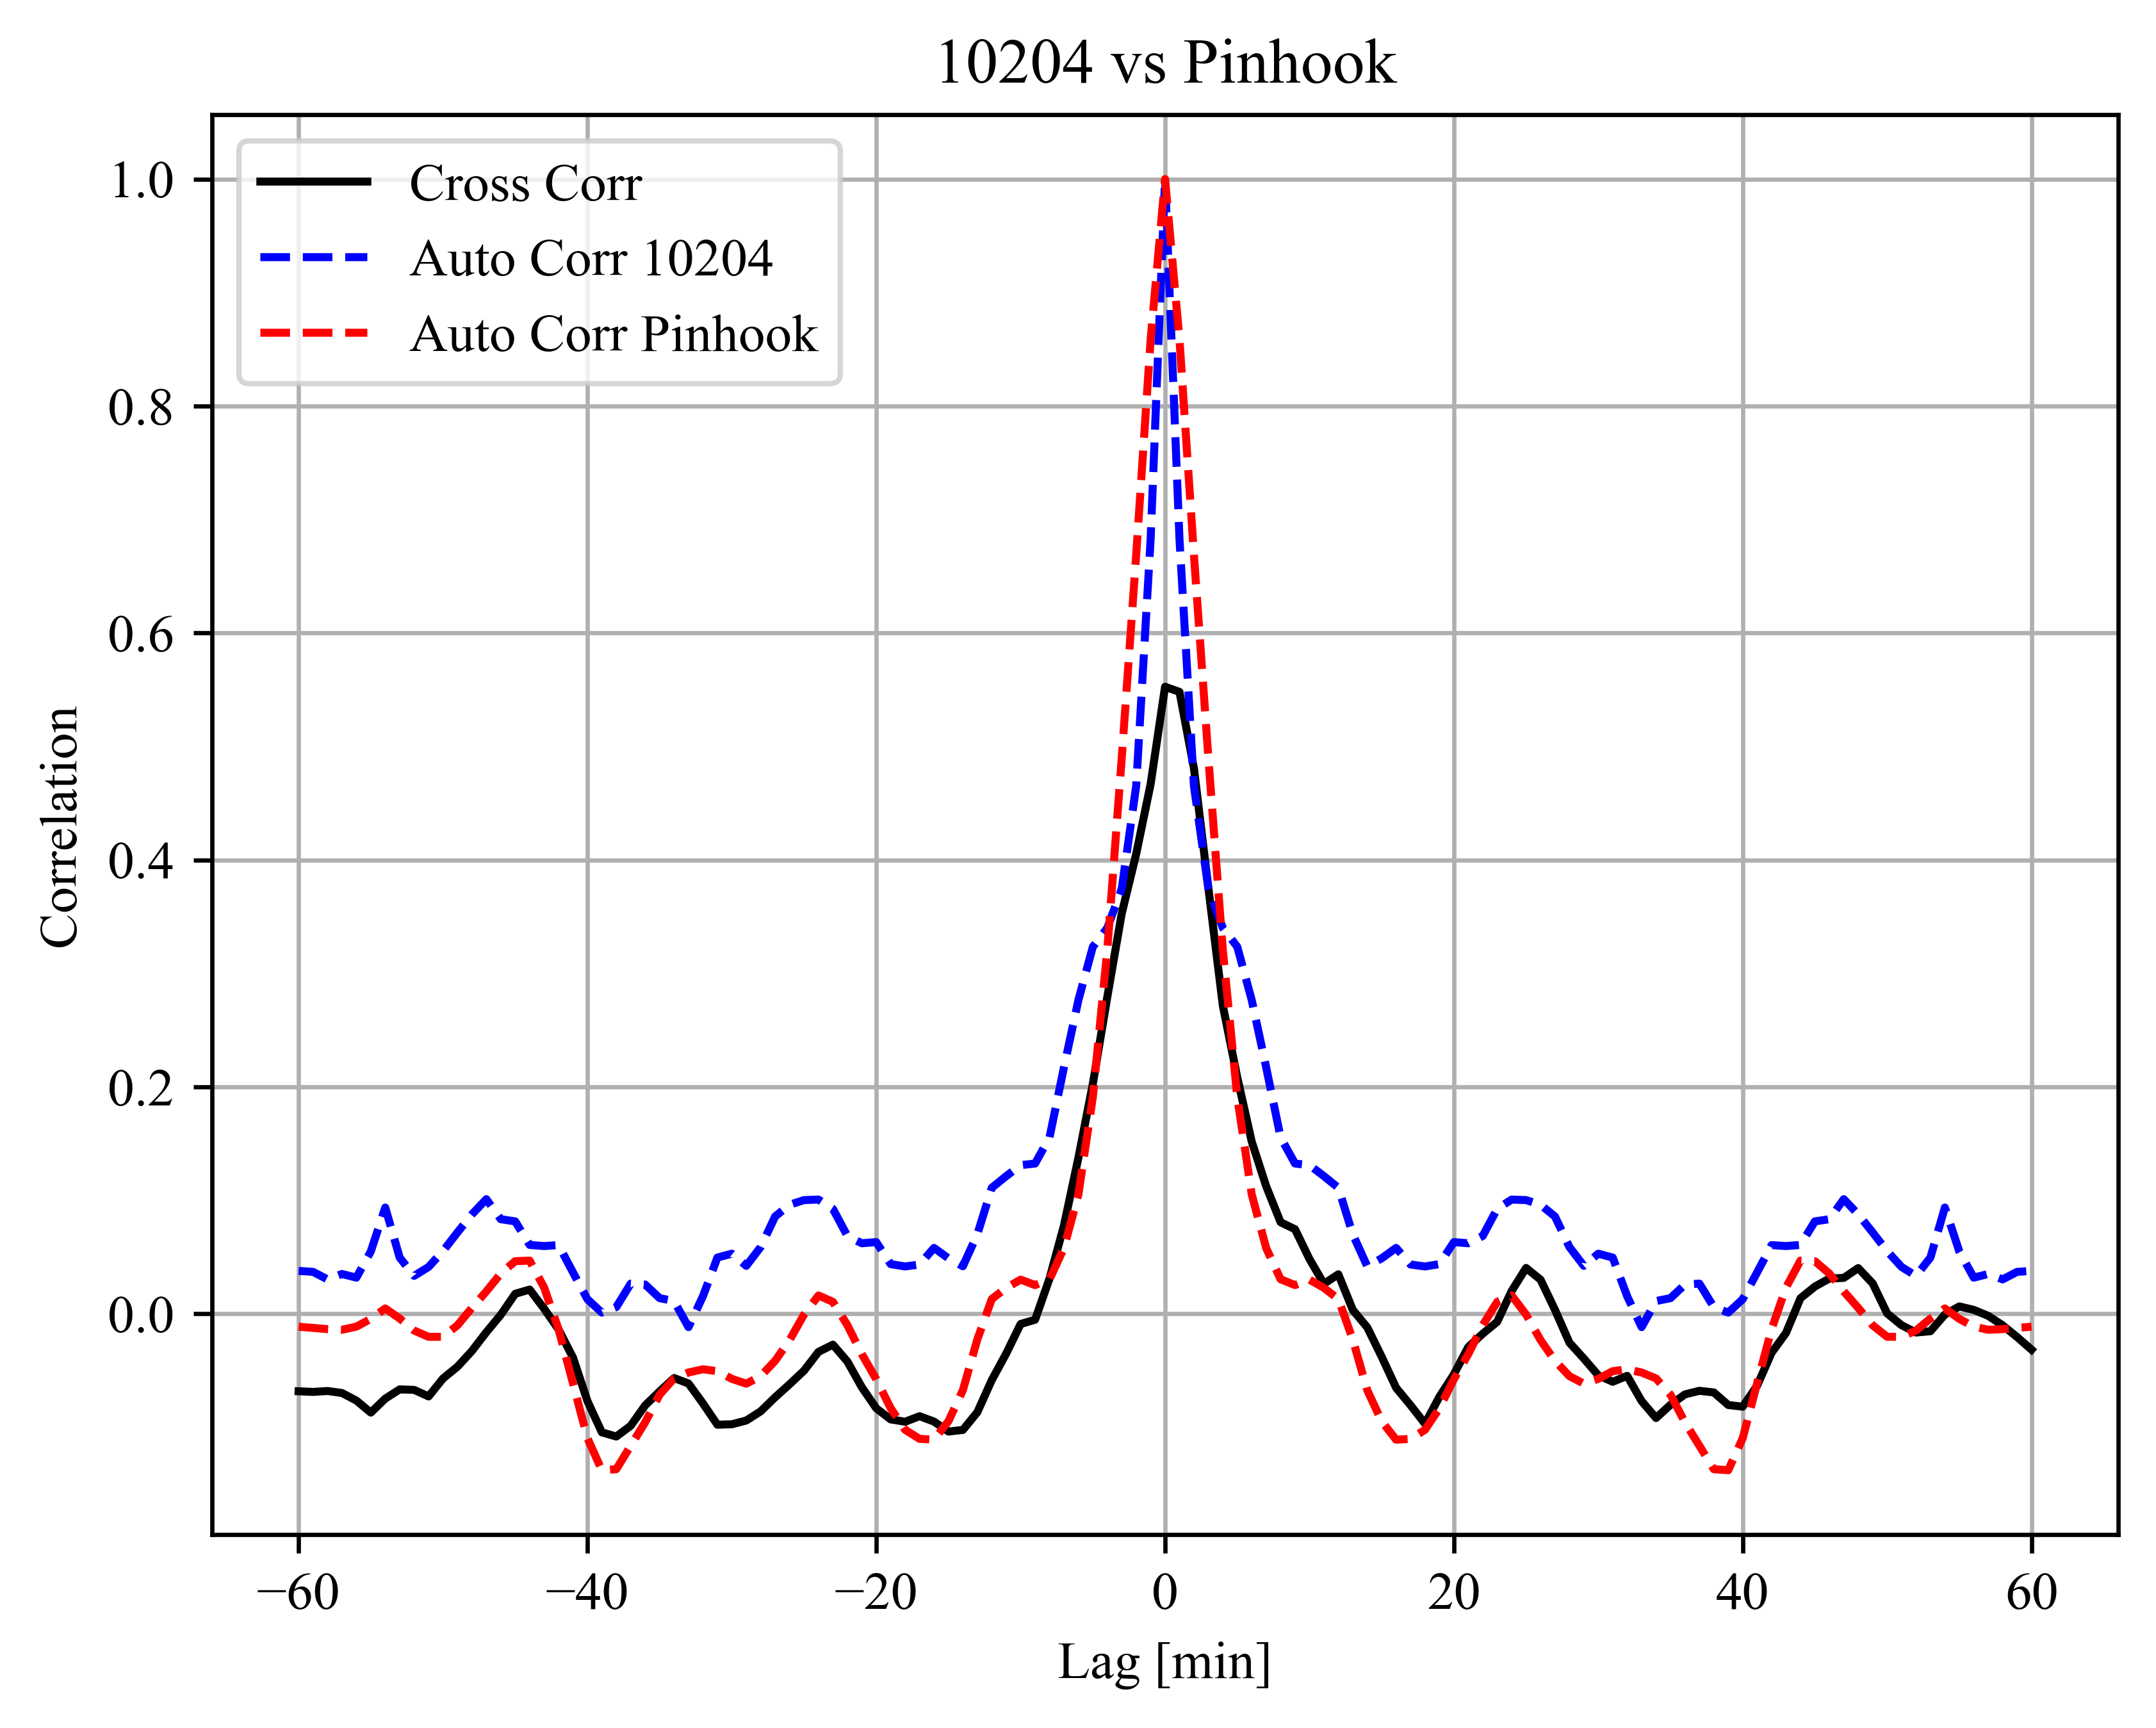 10204 vs Pinhook
Cross Corr
Auto Corr 10204
Auto Corr Pinhook
1.0
0.8
0.6
0.4
0.2
0.0
Correlation
−60
−40
−20
0
20
40
60
Lag [min]